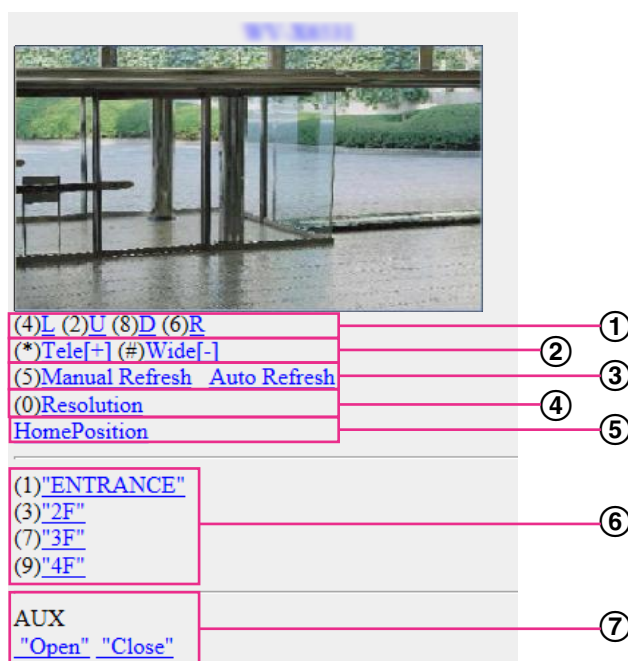 (4)L (2)U (8)D (6)R
①
(*)Tele[+] (#)Wide[-]
②
(5)Manual Refresh Auto Refresh
③
(0)Resolution
④
HomePosition
⑤
(1)"ENTRANCE"
(3)"2F"
(7)"3F"
(9)"4F"
⑥
AUX
"Open" "Close"
⑦